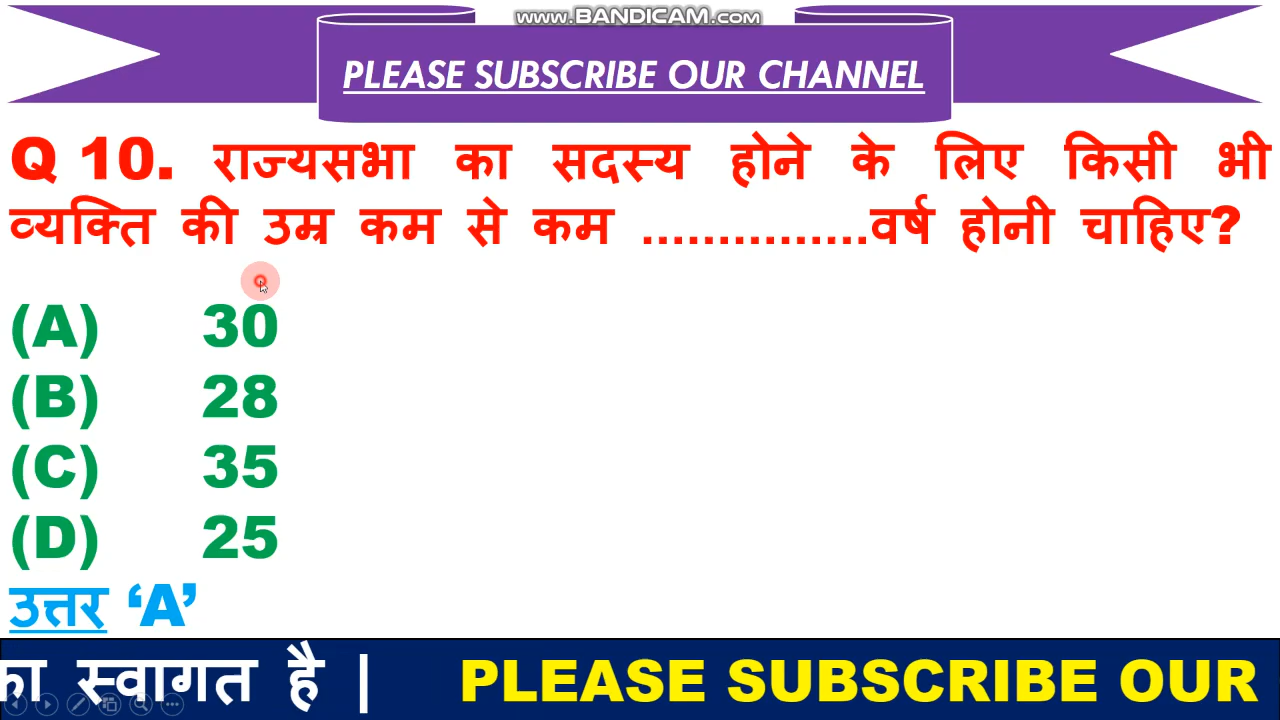 www.BANDICAM.com
PLEASE SUBSCRIBE OUR CHANNEL
Q 10. राज्यसभा का सदस्य होने के लिए किसी भी
व्यक्ति की उम्र कम से कम ...............वर्ष होनी चाहिए?
(A) 30
(B) 28
(C) 35
(D) 25
उत्तर ‘A’
का स्वागत है | PLEASE SUBSCRIBE OUR